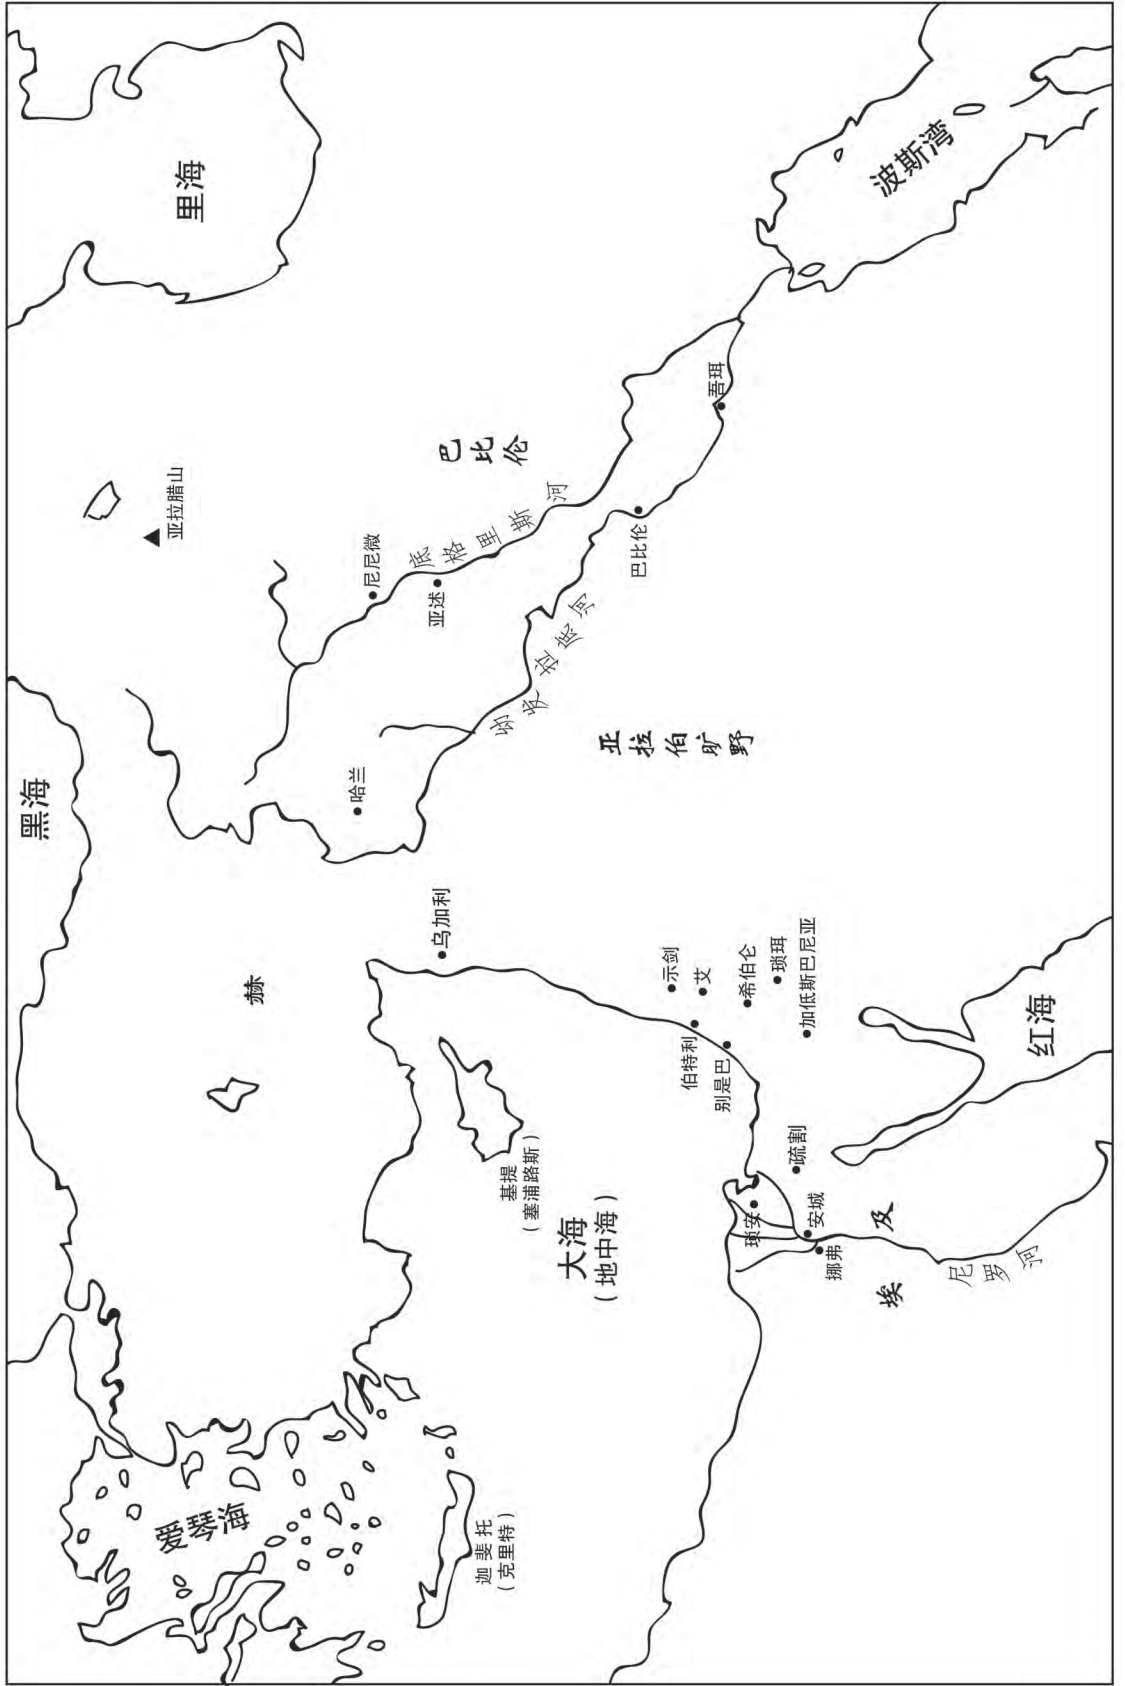 黑海
里海
爱琴海
亚拉腊山
赫
哈兰
尼尼微
亚述
底格里斯河
巴比伦
幼发拉底河
巴比伦
吾珥
波斯湾
亚拉伯旷野
乌加利
基提
（塞浦路斯）
迦斐托
（克里特）
大海
（地中海）
示剑
艾
伯特利
希伯仑
别是巴
琐珥
加低斯巴尼亚
疏割
琐安
安城
挪弗
埃及
尼罗河
红海